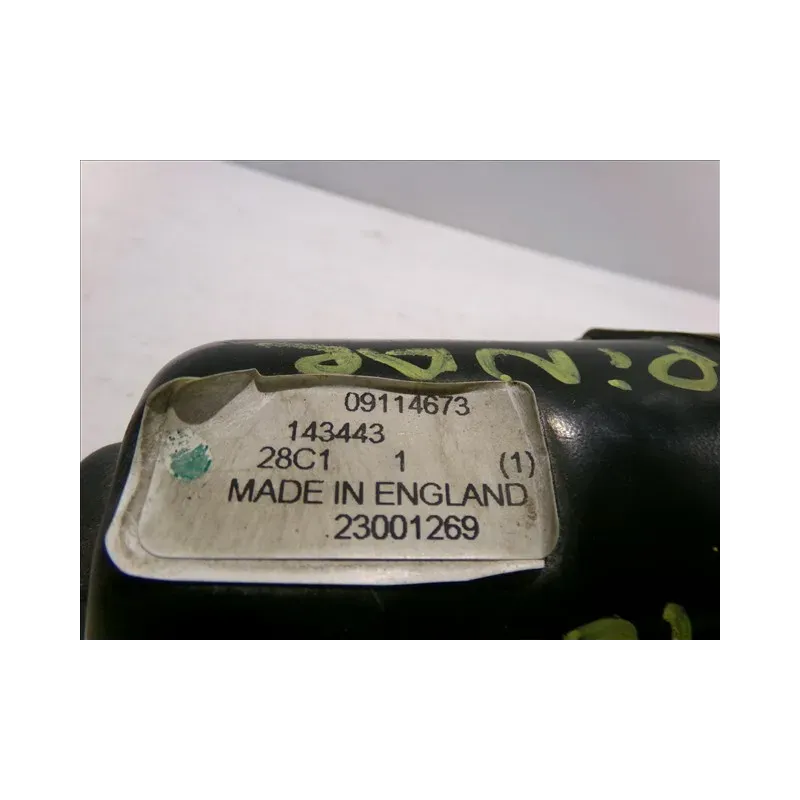 09114673
143443
28C1 1 (1)
MADE IN ENGLAND
23001269